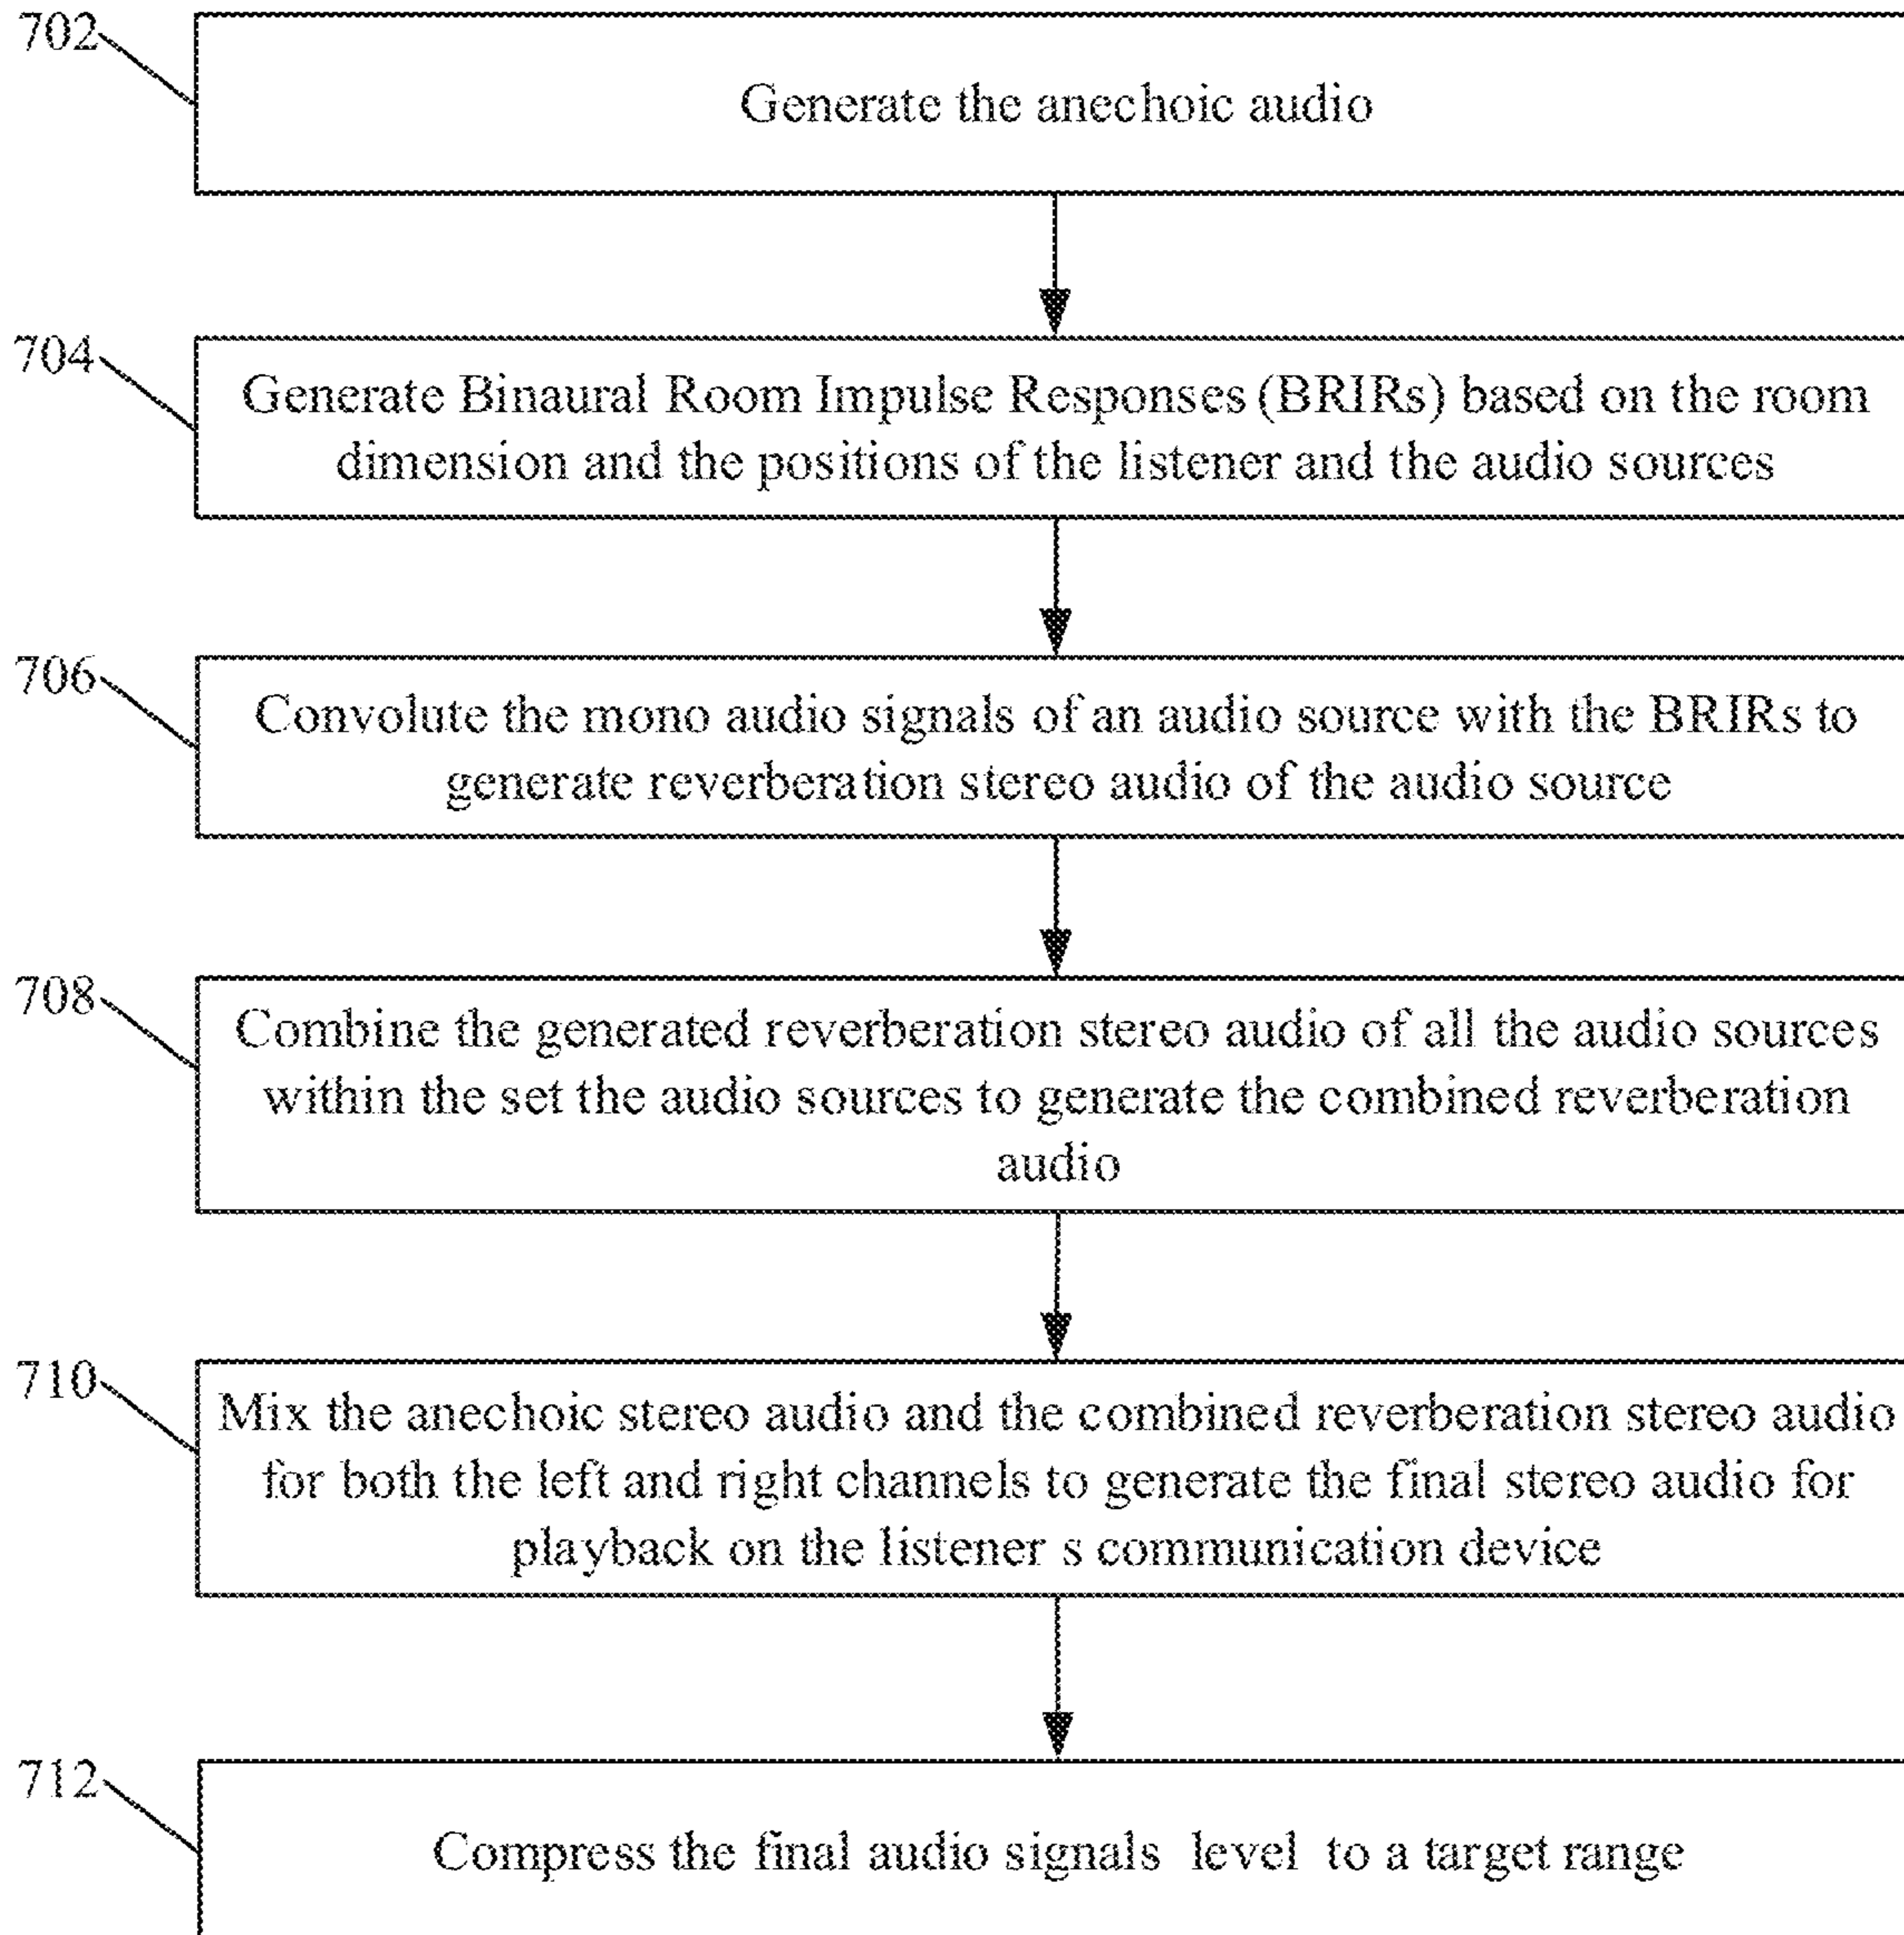 702
Generate the anechoic audio
704
Generate Binaural Room Impulse Responses (BRIRs) based on the room
dimension and the positions of the listener and the audio sources
706
Convolute the mono audio signals of an audio source with the BRIRs to
generate reverberation stereo audio of the audio source
708
Combine the generated reverberation stereo audio of all the audio sources
within the set the audio sources to generate the combined reverberation
audio
710
Mix the anechoic stereo audio and the combined reverberation stereo audio
for both the left and right channels to generate the final stereo audio for
playback on the listener s communication device
712
Compress the final audio signals level to a target range